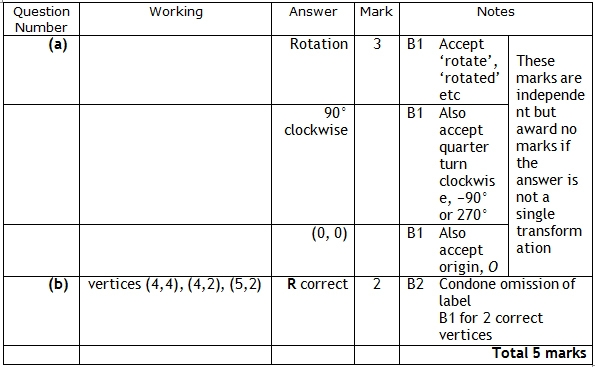 Question Number Working Answer Mark Notes
(a) Rotation 3 B1 Accept
‘rotate’,
‘rotated’
etc
These
marks are
independe
nt but
award no
marks if
the
answer is
not a
single
transform
ation
90°
clockwise
B1 Also
accept
quarter
turn
clockwis
e, −90°
or 270°
(0, 0) B1 Also
accept
origin, O
(b) vertices (4,4), (4,2), (5,2) R correct 2 B2 Condone omission of
label
B1 for 2 correct
vertices
Total 5 marks